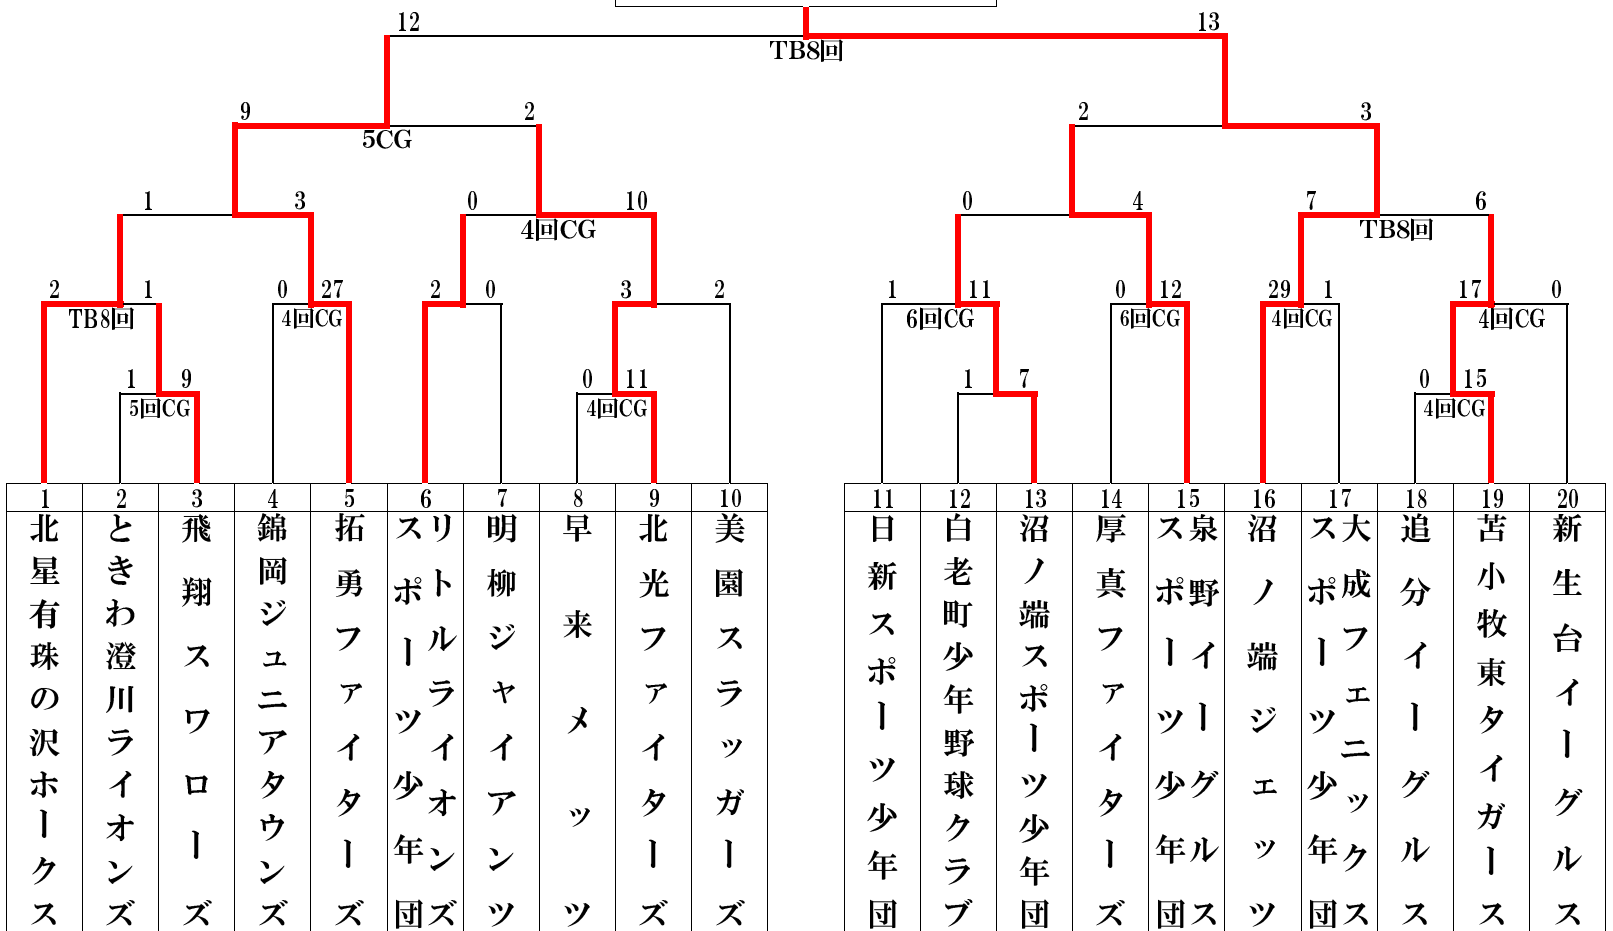 12 13
TB8回
9 2 2 3
5CG
1 3 0 10 0 4 7 6
4回CG TB8回
2 1 0 27 2 0 3 2 1 11 0 12 29 1 17 0
TB8回 4回CG 6回CG 6回CG 4回CG 4回CG
1 9 0 11 1 7 0 15
5回CG 4回CG 4回CG
1 2 3 4 5 6 7 8 9 10 11 12 13 14 15 16 17 18 19 20
北星有珠の沢ホークス
ときわ澄川ライオンズ
飛翔スワローズ
錦岡ジュニアタウンズ
拓勇ファイターズ
リトルライオンズ
スポーツ少年団
明柳ジャイアンツ
早来メッツ
北光ファイターズ
美園スラッガーズ
日新スポーツ少年団
白老町少年野球クラブ
沼ノ端スポーツ少年団
厚真ファイターズ
泉野イーグルス
スポーツ少年団
沼ノ端ジェッツ
大成フェニックス
スポーツ少年団
追分イーグルス
苫小牧東タイガース
新生台イーグルス